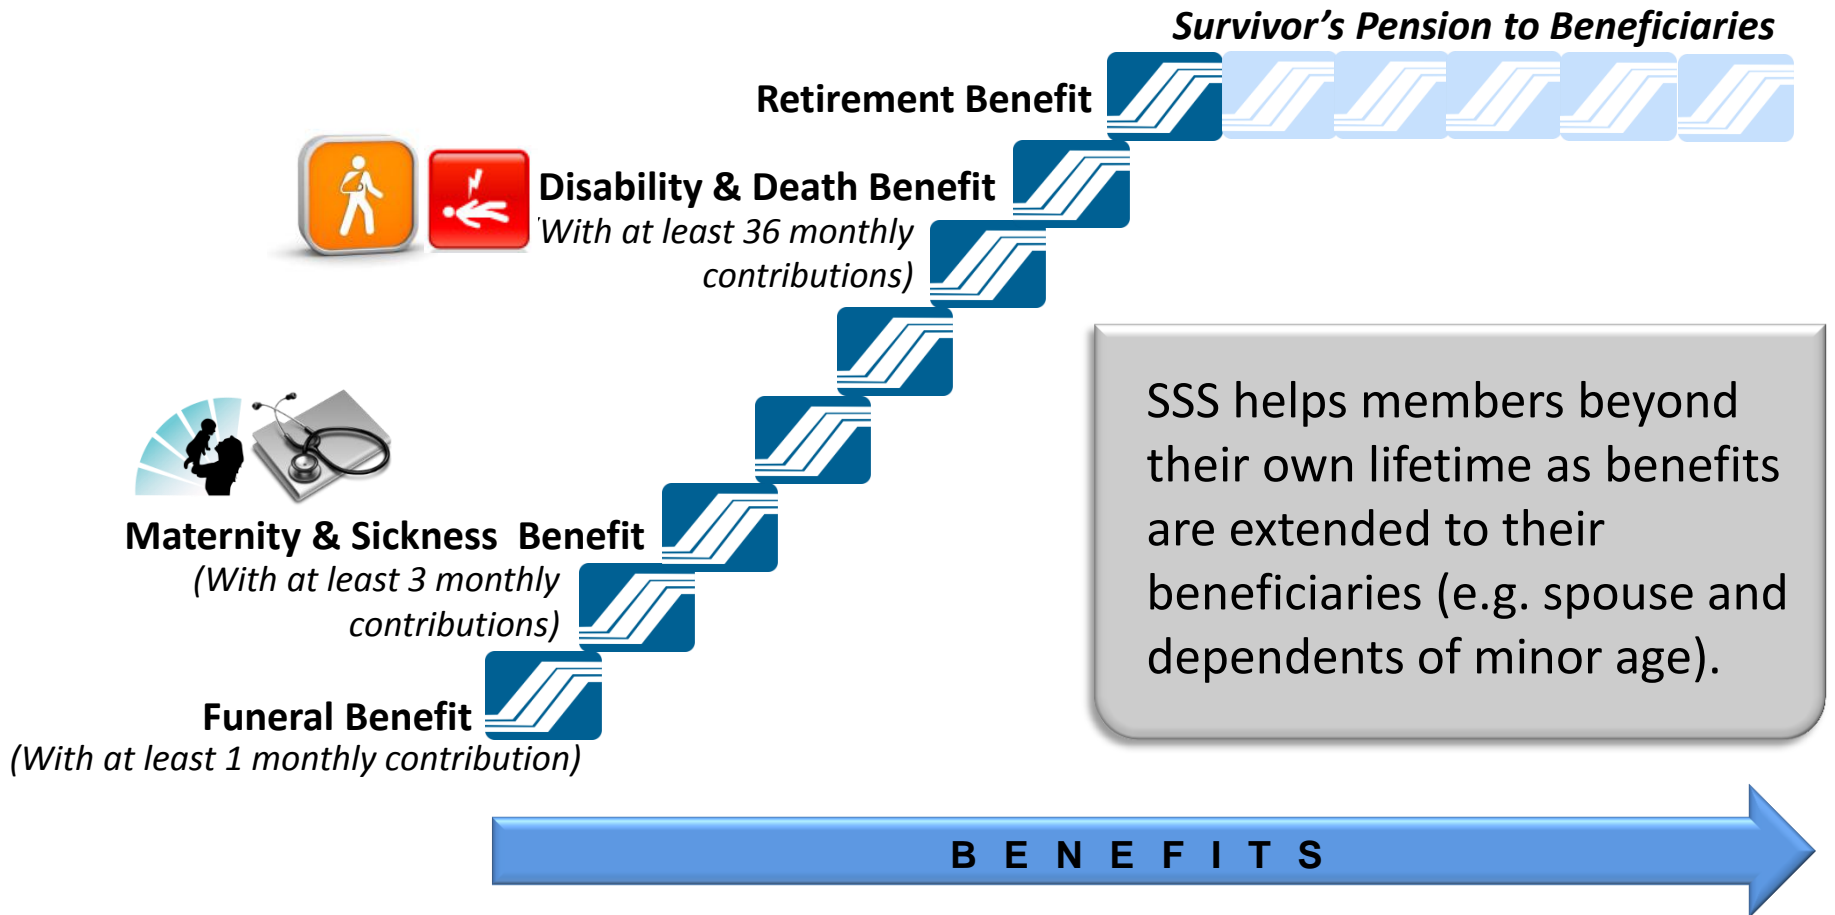 Survivor's Pension to Beneficiaries
Retirement Benefit
Disability & Death Benefit
(With at least 36 monthly
contributions)
Maternity & Sickness Benefit
(With at least 3 monthly
contributions)
Funeral Benefit
(With at least 1 monthly contribution)
SSS helps members beyond
their own lifetime as benefits
are extended to their
beneficiaries (e.g. spouse and
dependents of minor age).
B E N E F I T S